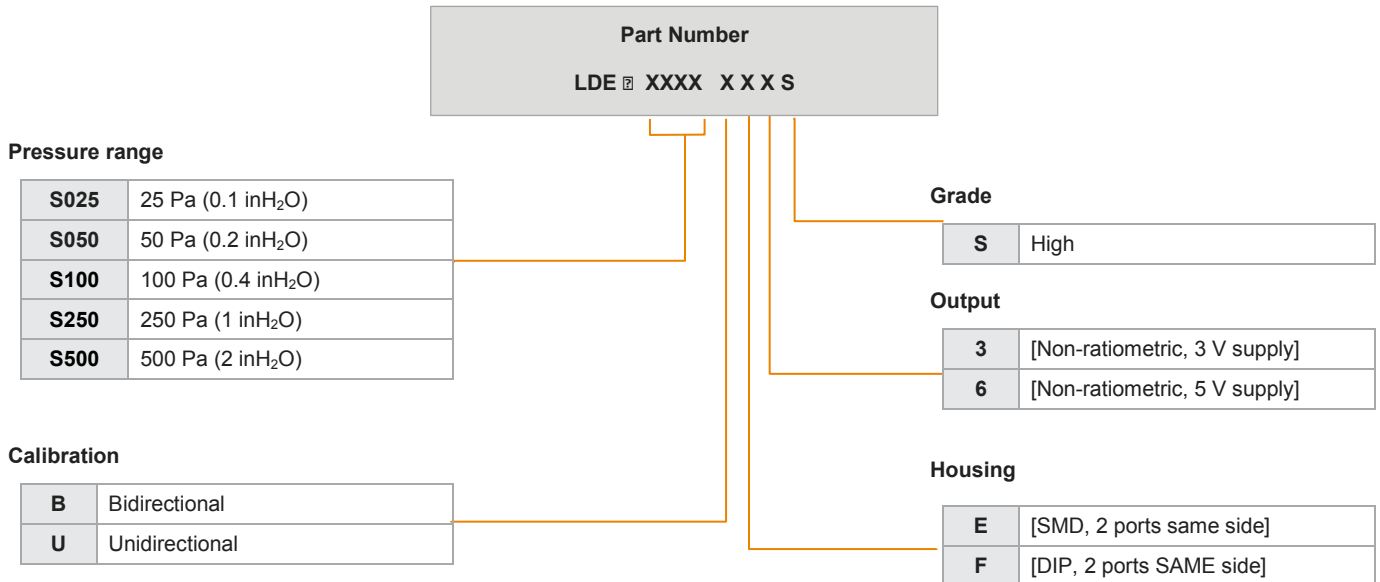 Part Number
LDE ⍰ XXXX X X X S
Pressure range
S025 25 Pa (0.1 inH₂O)
S050 50 Pa (0.2 inH₂O)
S100 100 Pa (0.4 inH₂O)
S250 250 Pa (1 inH₂O)
S500 500 Pa (2 inH₂O)
Calibration
B Bidirectional
U Unidirectional
Grade
S High
Output
3 [Non-ratiometric, 3 V supply]
6 [Non-ratiometric, 5 V supply]
Housing
E [SMD, 2 ports same side]
F [DIP, 2 ports SAME side]